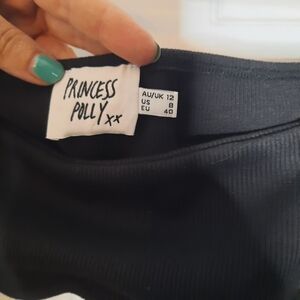 PRINCESS
POLLY xx
AU/UK 12
US 8
EU 40